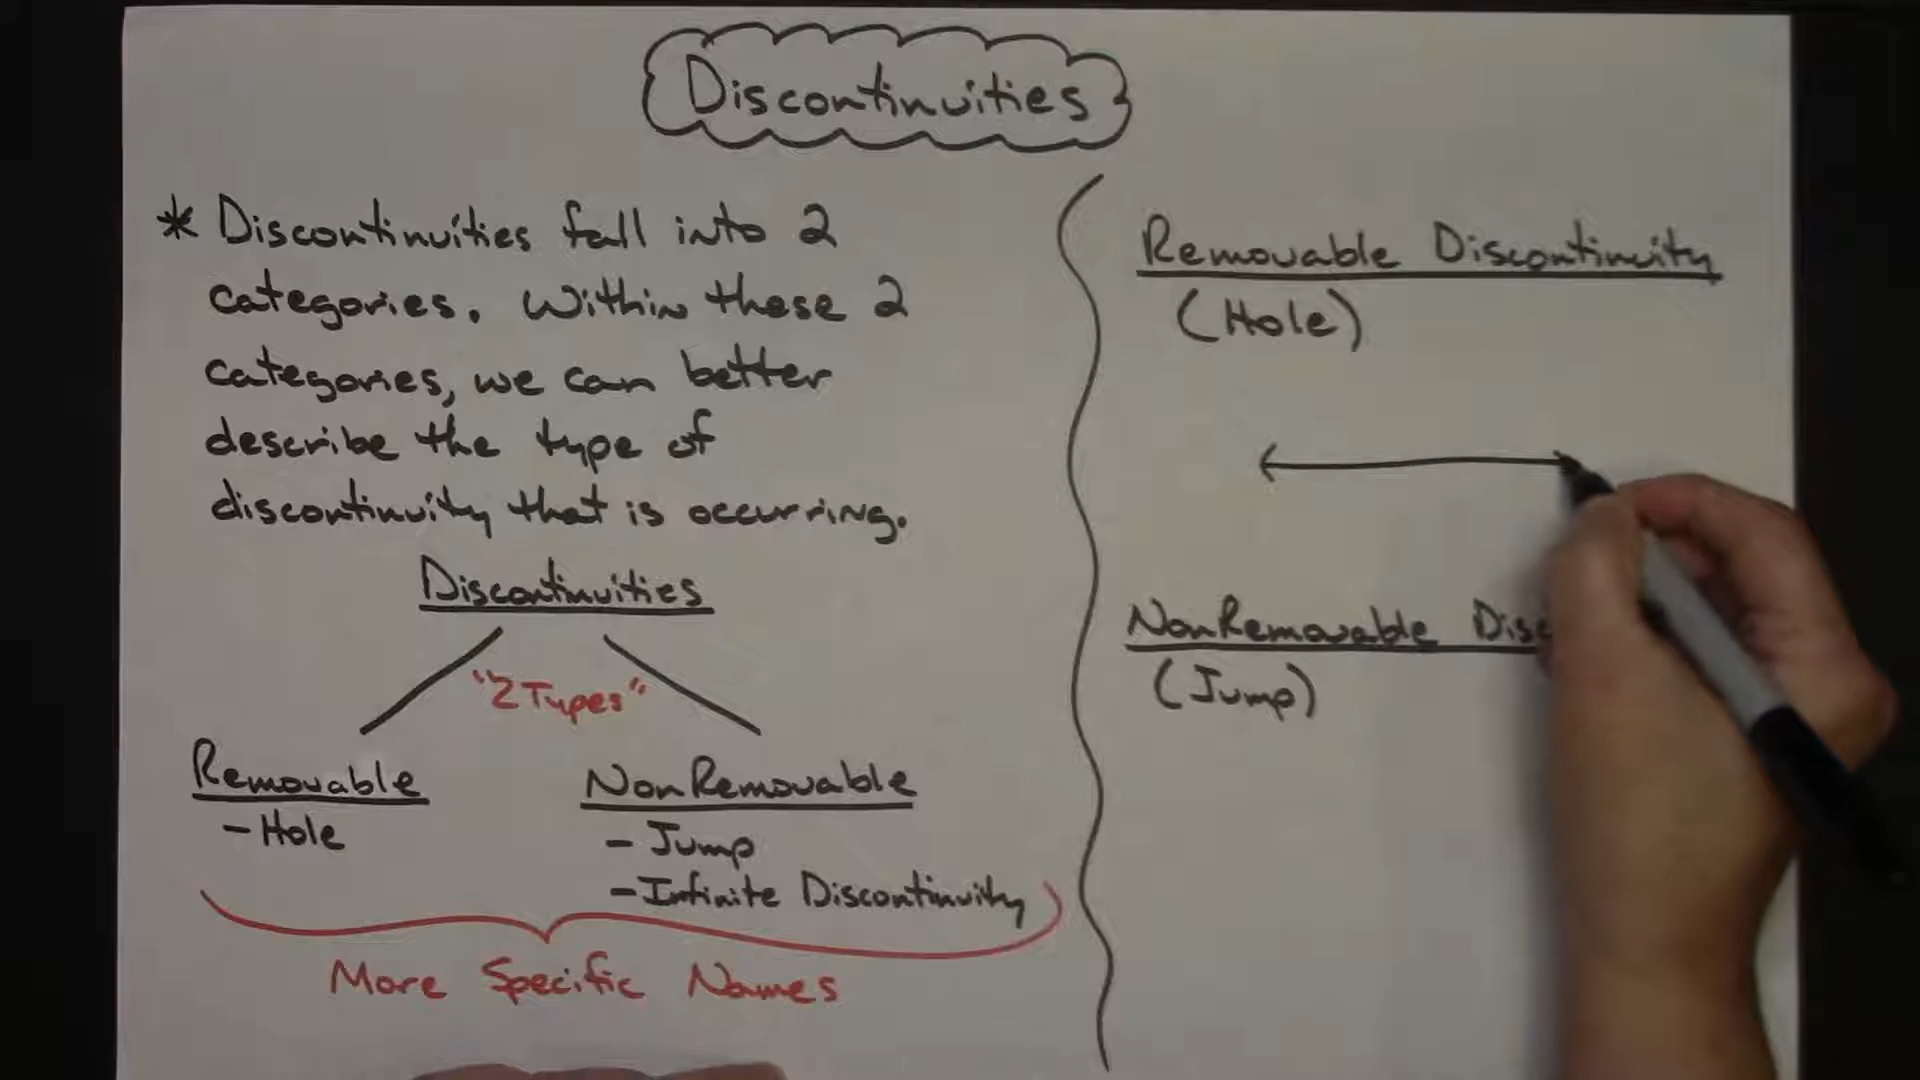 Discontinuities
* Discontinuities fall into 2
categories. Within these 2
categories, we can better
describe the type of
discontinuity that is occurring.
Discontinuities
"2 Types"
Removable
- Hole
NonRemovable
- Jump
- Infinite Discontinuity
More Specific Names
Removable Discontinuity
(Hole)
NonRemovable
(Jump)